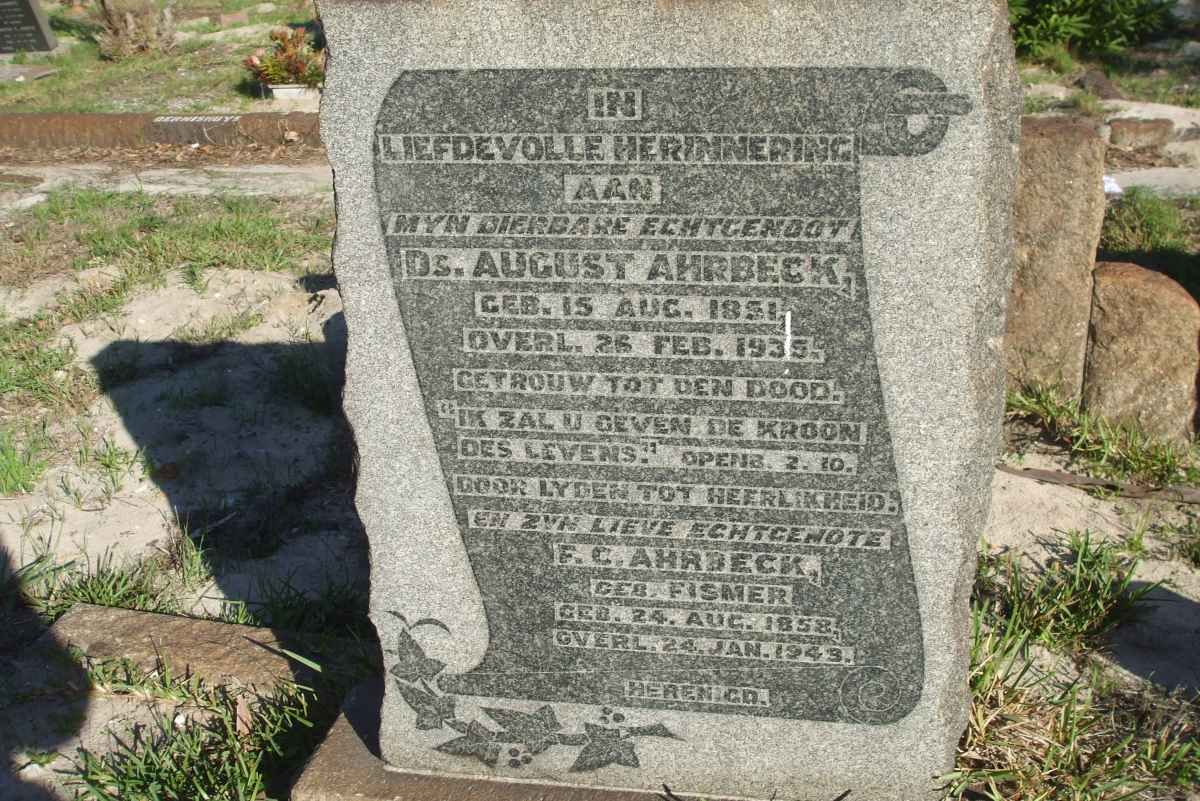 BERMSHUYS
IN
LIEFDEVOLLE HERINNERING
AAN
MYN DIERBARE ECHTGENOOT
Ds. AUGUST AHRBECK,
GEB. 15 AUG. 1851,
OVERL. 26 FEB. 1935.
GETROUW TOT DEN DOOD.
"IK ZAL U GEVEN DE KROON
DES LEVENS." OPENB. 2. 10.
DOOR LYDEN TOT HEERLIKHEID.
EN ZYN LIEVE ECHTGENOTE
F. C. AHRBECK,
GEB. FISMER
GEB. 24. AUG. 1858,
OVERL. 24. JAN. 1943.
HERENIGD.